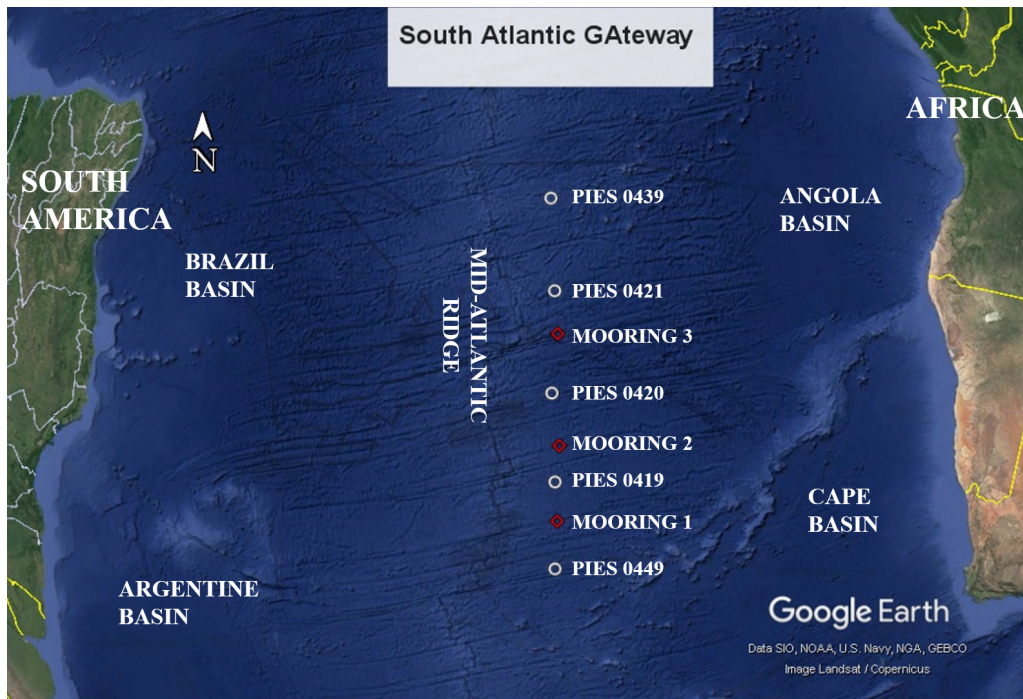 South Atlantic GAteway
AFRICA
N
SOUTH
AMERICA
PIES 0439
ANGOLA
BASIN
BRAZIL
BASIN
MID-ATLANTIC
RIDGE
PIES 0421
MOORING 3
PIES 0420
MOORING 2
PIES 0419
CAPE
BASIN
MOORING 1
PIES 0449
ARGENTINE
BASIN
Google Earth
Data SIO, NOAA, U.S. Navy, NGA, GEBCO
Image Landsat / Copernicus